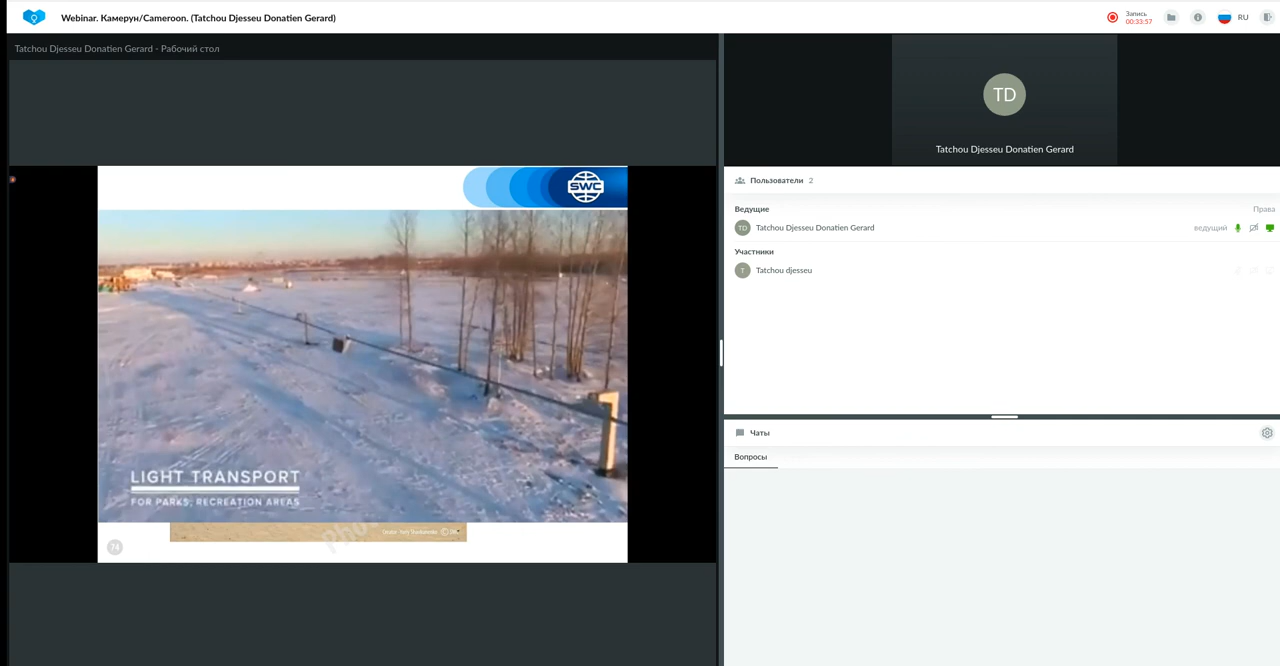 Webinar. Камерун/Cameroon. (Tatchou Djesseu Donatien Gerard)
Запись
00:33:57
RU
Tatchou Djesseu Donatien Gerard - Рабочий стол
TD
Tatchou Djesseu Donatien Gerard
Пользователи 2
Ведущие Права
TD Tatchou Djesseu Donatien Gerard ведущий
Участники
T Tatchou djesseu
Чаты
Вопросы
SWC
LIGHT TRANSPORT
FOR PARKS, RECREATION AREAS
74